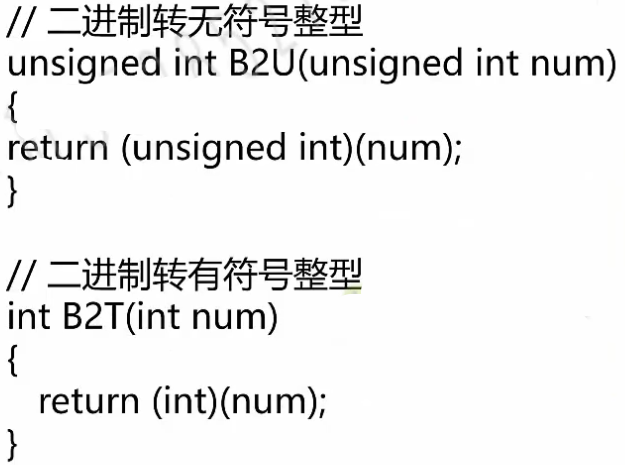 // 二进制转无符号整型
unsigned int B2U(unsigned int num)
{
return (unsigned int)(num);
}
// 二进制转有符号整型
int B2T(int num)
{
return (int)(num);
}